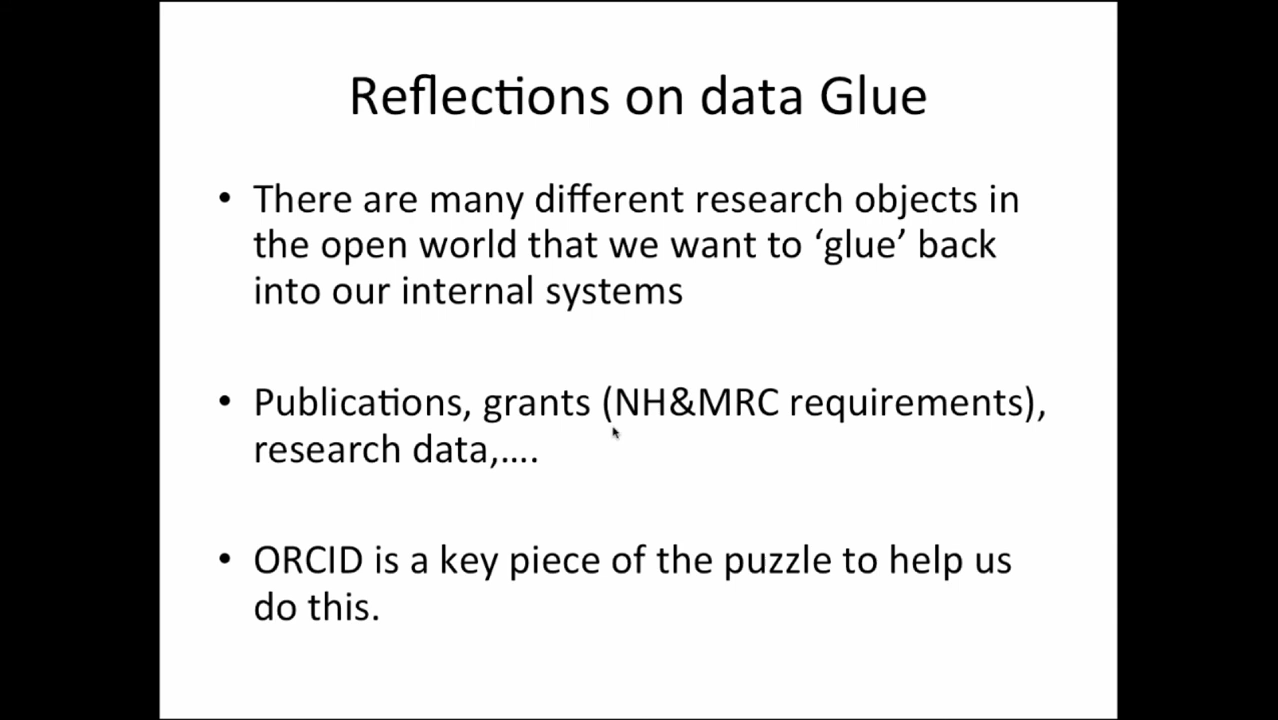 Reflections on data Glue
• There are many different research objects in
the open world that we want to ‘glue’ back
into our internal systems
• Publications, grants (NH&MRC requirements),
research data,….
• ORCID is a key piece of the puzzle to help us
do this.